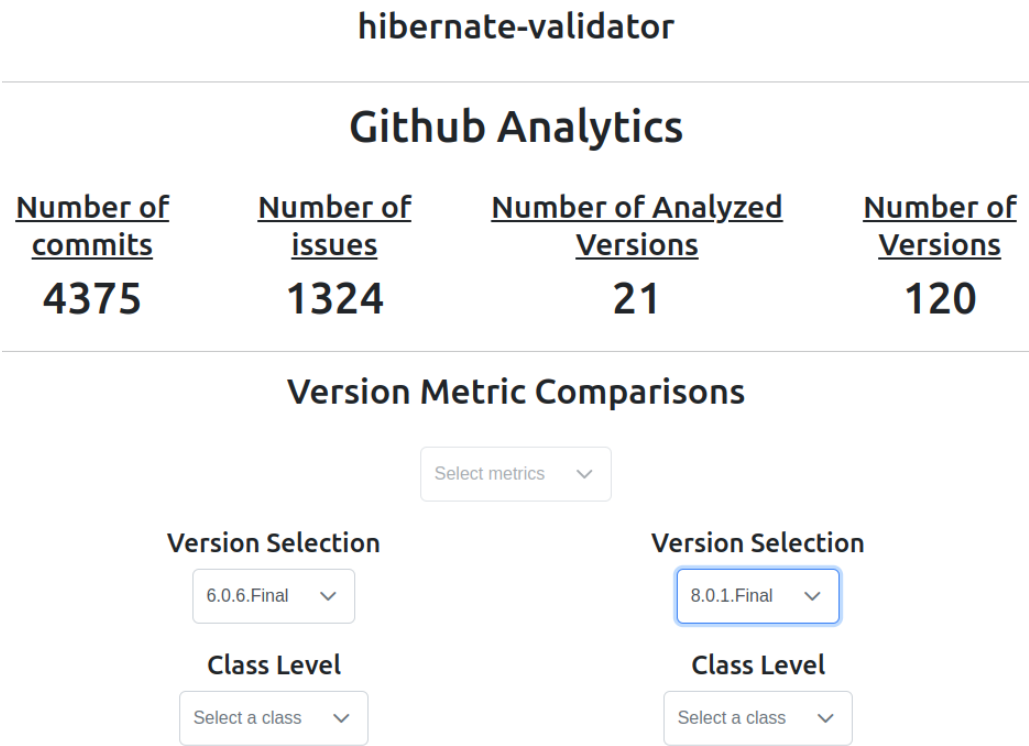 hibernate-validator
Github Analytics
Number of
commits
4375
Number of
issues
1324
Number of Analyzed
Versions
21
Number of
Versions
120
Version Metric Comparisons
Select metrics
Version Selection
6.0.6.Final
Version Selection
8.0.1.Final
Class Level
Select a class
Class Level
Select a class